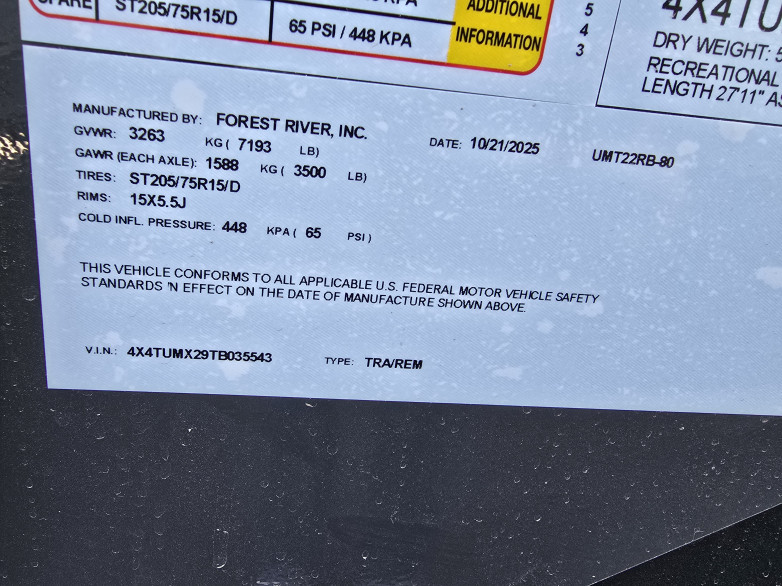 SPARE ST205/75R15/D 65 PSI / 448 KPA
KPA
ADDITIONAL
INFORMATION
5
4
3
4X4TU
DRY WEIGHT: 5
RECREATIONAL
LENGTH 27'11" AS
MANUFACTURED BY: FOREST RIVER, INC.
GVWR: 3263 KG ( 7193 LB)
DATE: 10/21/2025 UMT22RB-80
GAWR (EACH AXLE): 1588 KG ( 3500 LB)
TIRES: ST205/75R15/D
RIMS: 15X5.5J
COLD INFL. PRESSURE: 448 KPA ( 65 PSI )
THIS VEHICLE CONFORMS TO ALL APPLICABLE U.S. FEDERAL MOTOR VEHICLE SAFETY
STANDARDS 'N EFFECT ON THE DATE OF MANUFACTURE SHOWN ABOVE.
V.I.N.: 4X4TUMX29TB035543 TYPE: TRA/REM